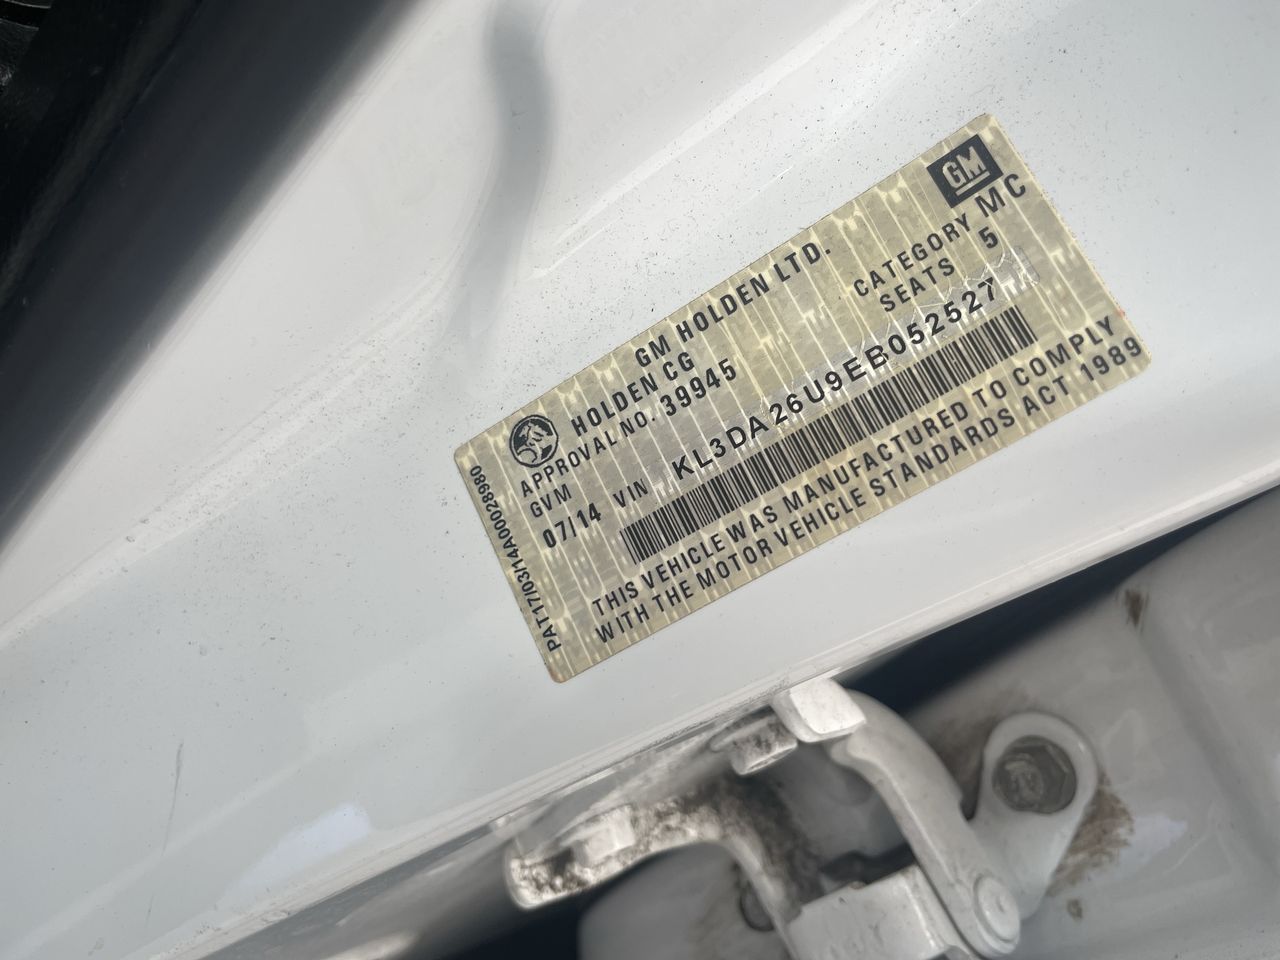 GM
GM HOLDEN LTD.
HOLDEN CG
CATEGORY MC
APPROVAL NO. 39945
SEATS 5
GVM
07/14 VIN KL3DA26U9EB052527
THIS VEHICLE WAS MANUFACTURED TO COMPLY
WITH THE MOTOR VEHICLE STANDARDS ACT 1989
PAT17/03/14A00028980